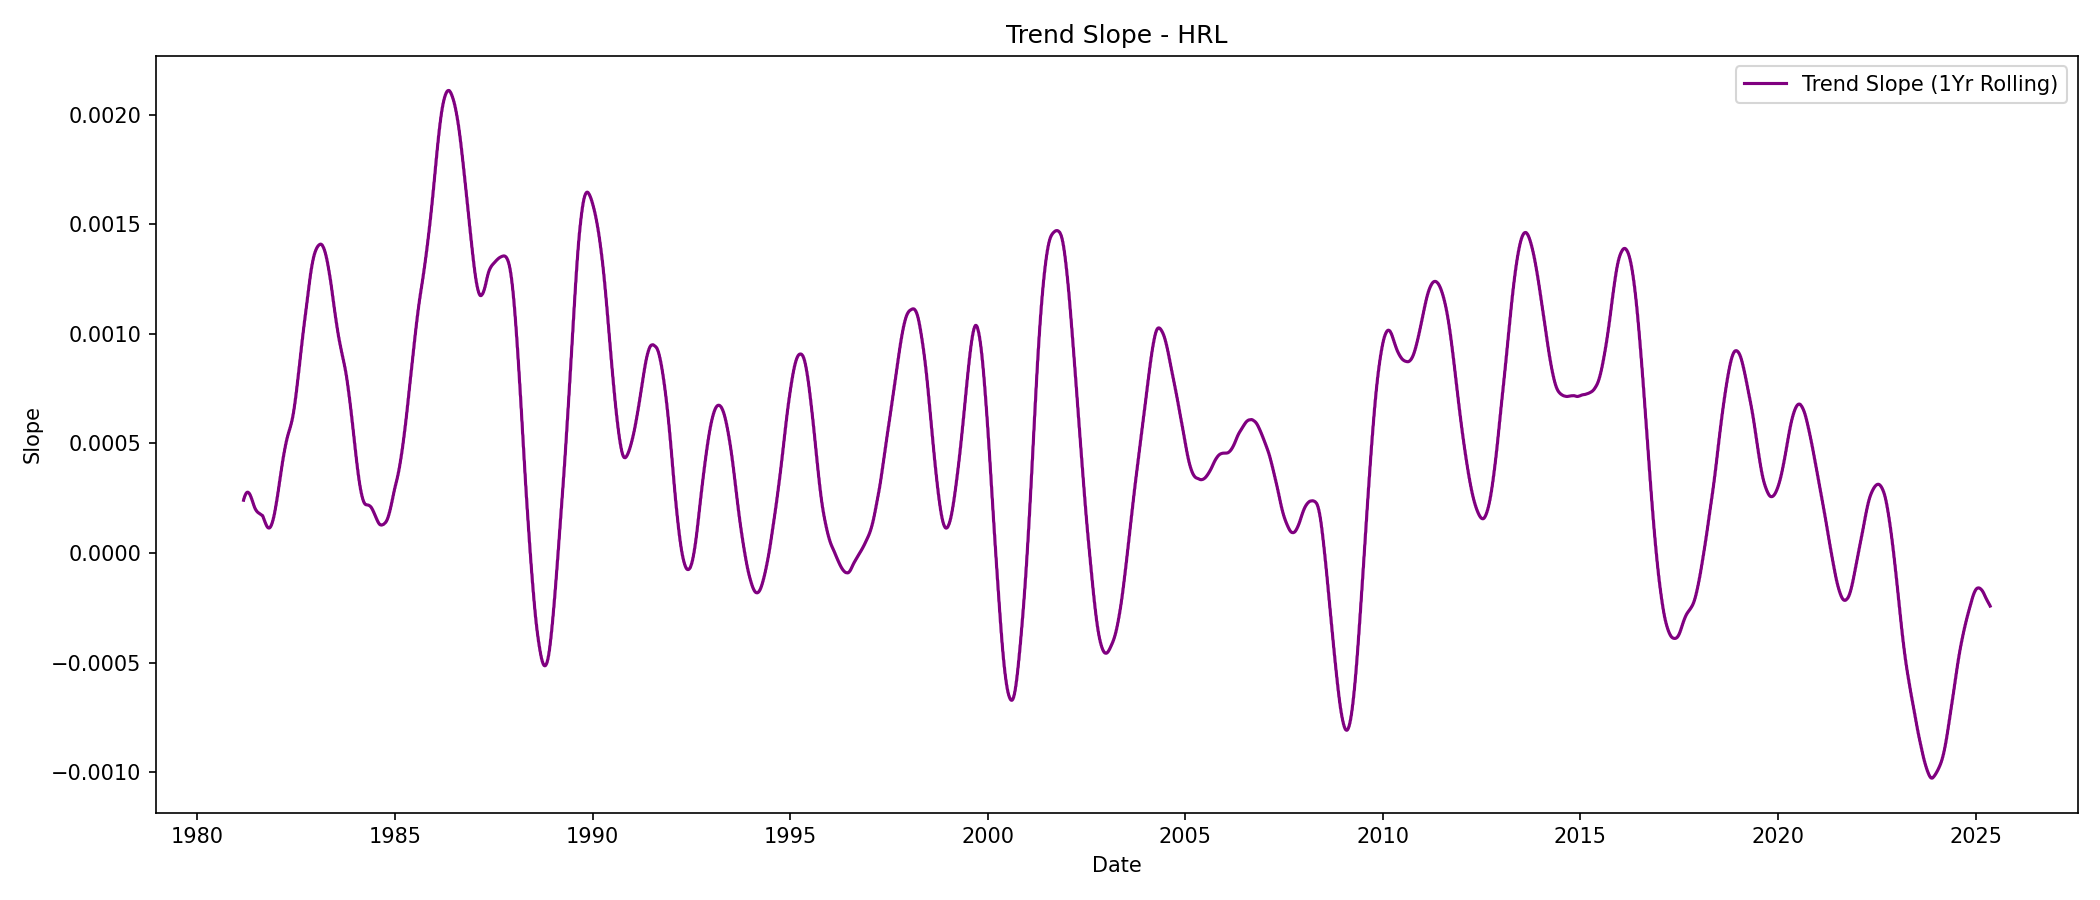 Trend Slope - HRL
Trend Slope (1Yr Rolling)
Slope
0.0020
0.0015
0.0010
0.0005
0.0000
−0.0005
−0.0010
1980 1985 1990 1995 2000 2005 2010 2015 2020 2025
Date